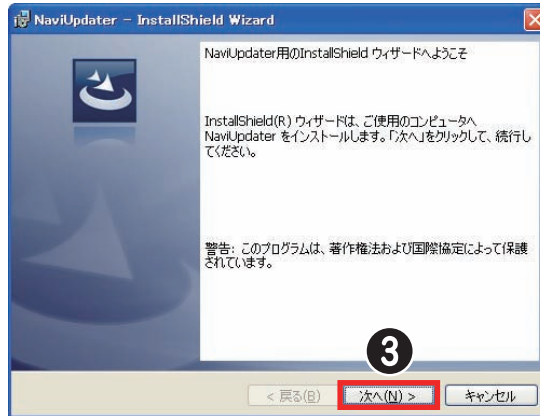 NaviUpdater - InstallShield Wizard
NaviUpdater用のInstallShield ウィザードへようこそ
InstallShield(R) ウィザードは、ご使用のコンピュータへ
NaviUpdater をインストールします。「次へ」をクリックして、続行し
てください。
警告: このプログラムは、著作権法および国際協定によって保護
されています。
3
< 戻る(B)
次へ(N) >
キャンセル